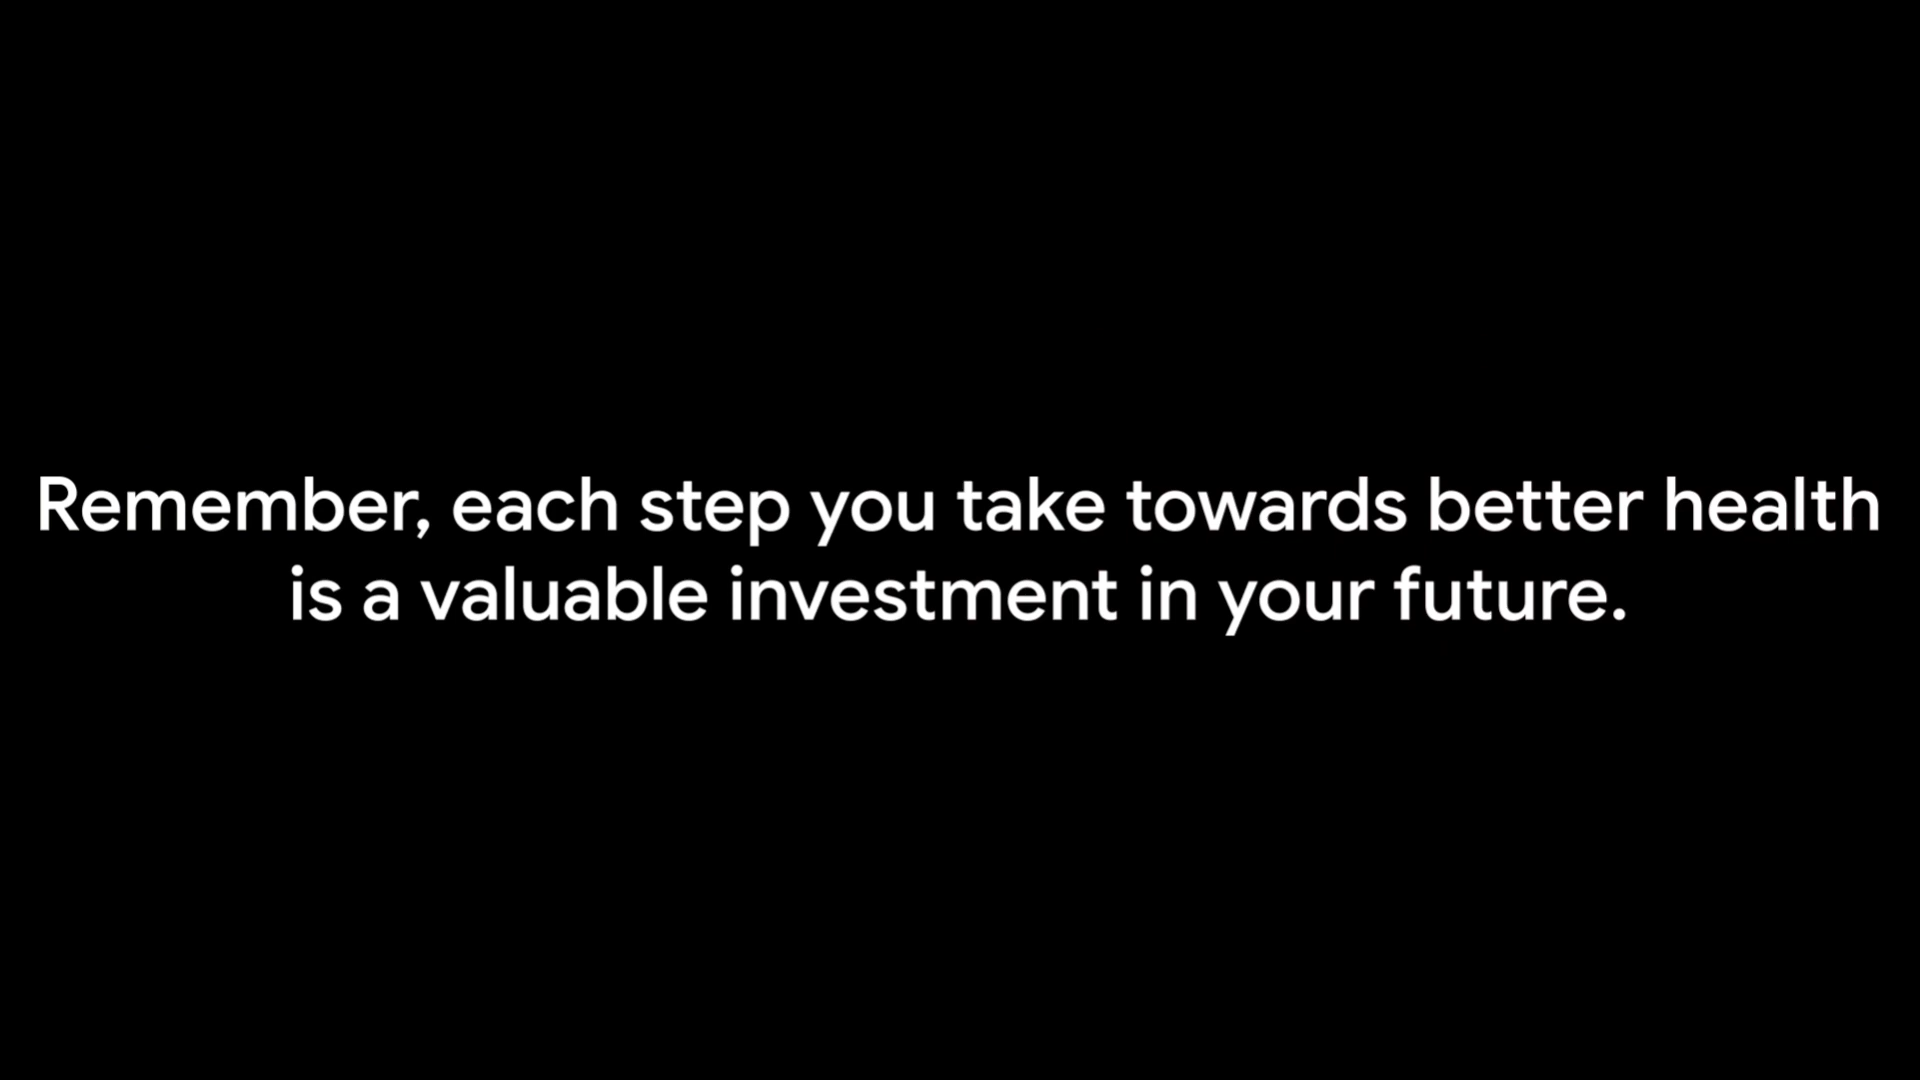 Remember, each step you take towards better health
is a valuable investment in your future.